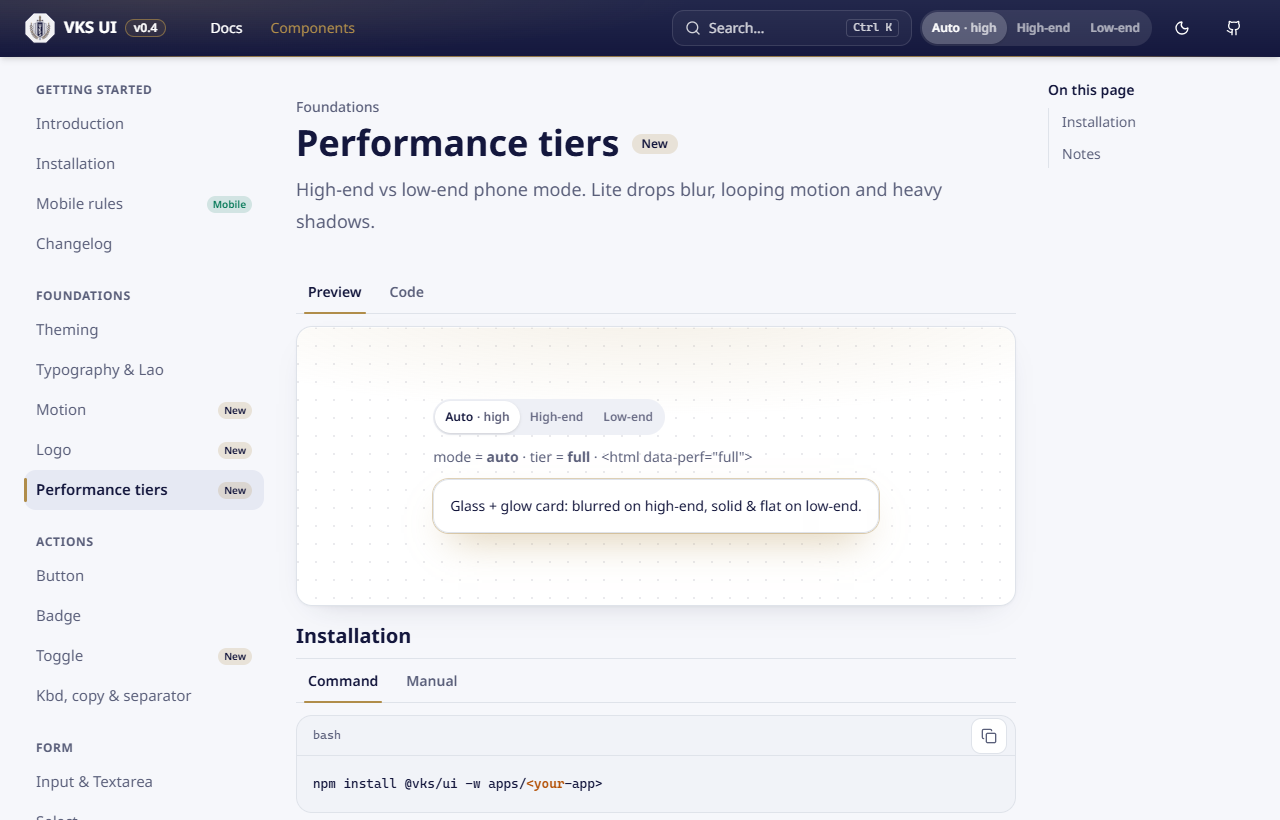 VKS UI v0.4 Docs Components Search... Ctrl K Auto · high High-end Low-end
GETTING STARTED
Introduction
Installation
Mobile rules Mobile
Changelog
FOUNDATIONS
Theming
Typography & Lao
Motion New
Logo New
Performance tiers New
ACTIONS
Button
Badge
Toggle New
Kbd, copy & separator
FORM
Input & Textarea
Select
Foundations
Performance tiers New
High-end vs low-end phone mode. Lite drops blur, looping motion and heavy
shadows.
Preview Code
Auto · high High-end Low-end
mode = auto · tier = full · <html data-perf="full">
Glass + glow card: blurred on high-end, solid & flat on low-end.
Installation
Command Manual
bash
npm install @vks/ui -w apps/<your-app>
On this page
Installation
Notes